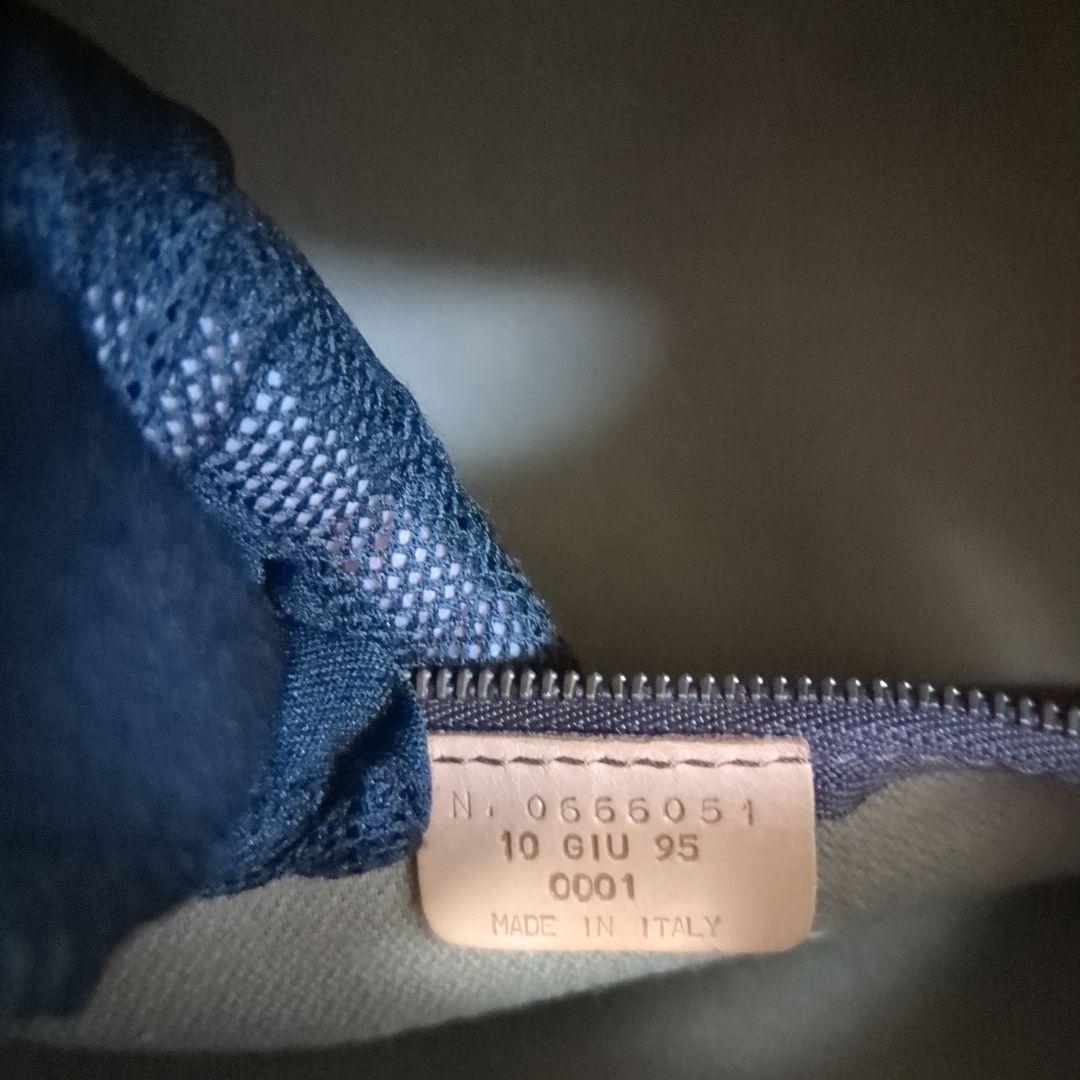 N. 0666051
10 GIU 95
0001
MADE IN ITALY